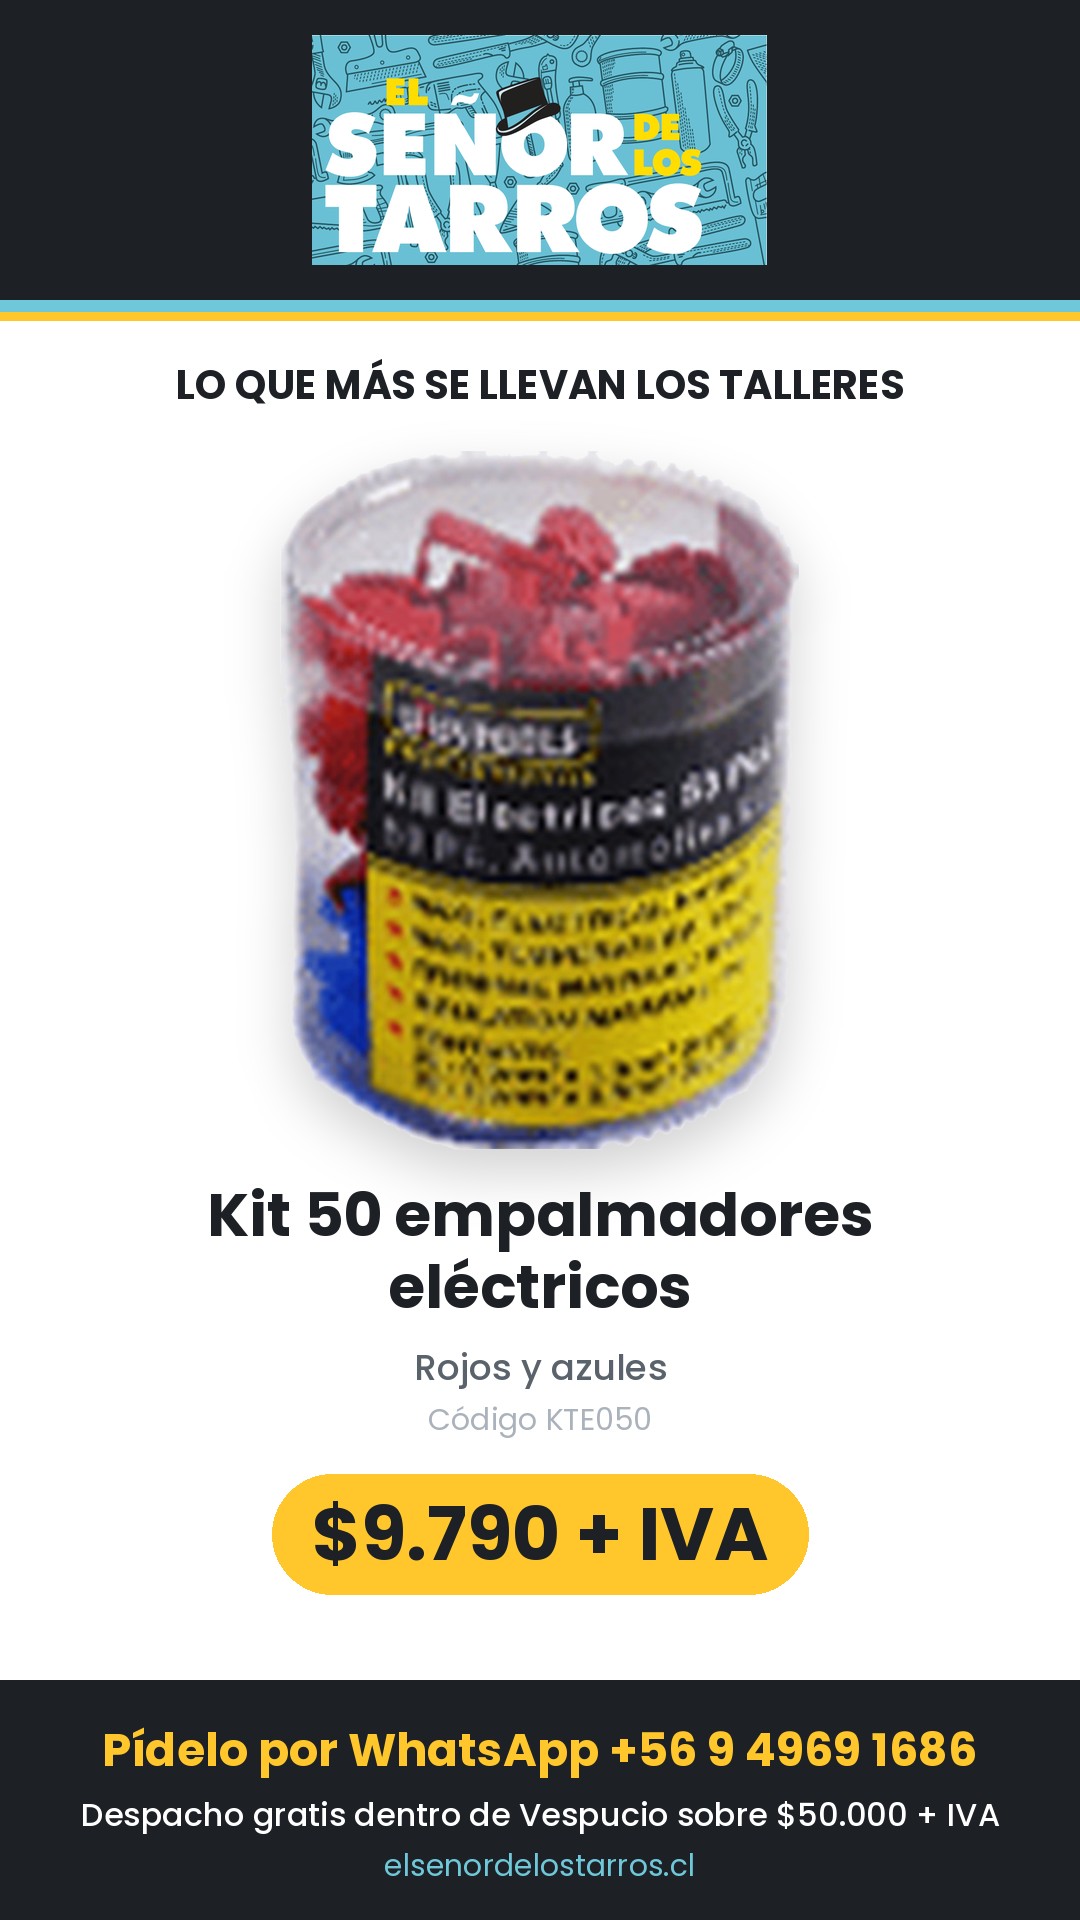 EL
SEÑOR DE LOS
TARROS
LO QUE MÁS SE LLEVAN LOS TALLERES
Kit Electricos
Kit 50 empalmadores
eléctricos
Rojos y azules
Código KTE050
$9.790 + IVA
Pídelo por WhatsApp +56 9 4969 1686
Despacho gratis dentro de Vespucio sobre $50.000 + IVA
elsenordelostarros.cl